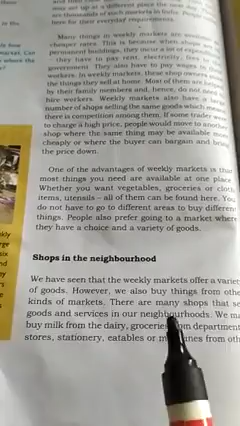 may set up at a different place the
are thousands of such markets in India. People
here for their everyday requirements.
Many things in weekly markets are
cheaper rates. This is because when shops are
permanent buildings, they incur a lot of
– they have to pay rent, electricity, fees to
government. They also have to pay wages to
workers. In weekly markets, these shop owners
the things they sell at home. Most of them are
by their family members and, hence, do not need
hire workers. Weekly markets also have a large
number of shops selling the same goods which means
there is competition among them. If some trader were
to charge a high price, people would move to another
shop where the same thing may be available more
cheaply or where the buyer can bargain and bring
the price down.
One of the advantages of weekly markets is that
most things you need are available at one place.
Whether you want vegetables, groceries or cloth
items, utensils – all of them can be found here. You
do not have to go to different areas to buy different
things. People also prefer going to a market where
they have a choice and a variety of goods.
Shops in the neighbourhood
We have seen that the weekly markets offer a variety
of goods. However, we also buy things from other
kinds of markets. There are many shops that se
goods and services in our neighbourhoods. We ma
buy milk from the dairy, groceries from department
stores, stationery, eatables or medicines from oth